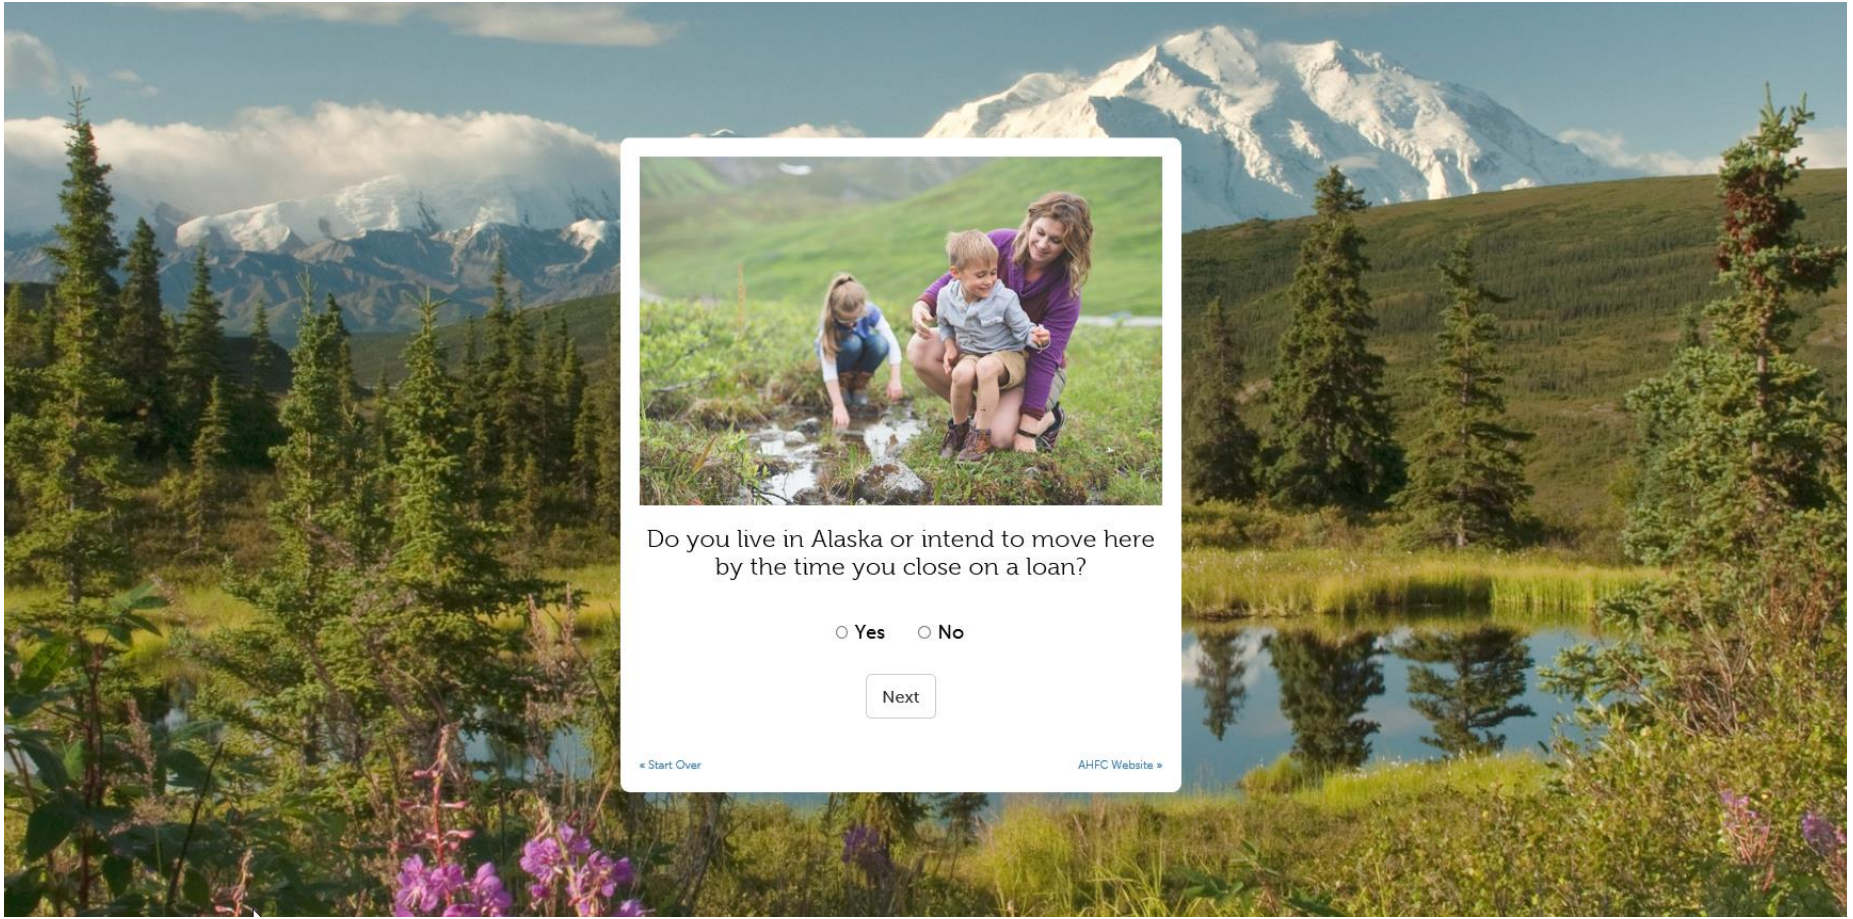 Do you live in Alaska or intend to move here
by the time you close on a loan?
Yes No
Next
« Start Over AHFC Website »